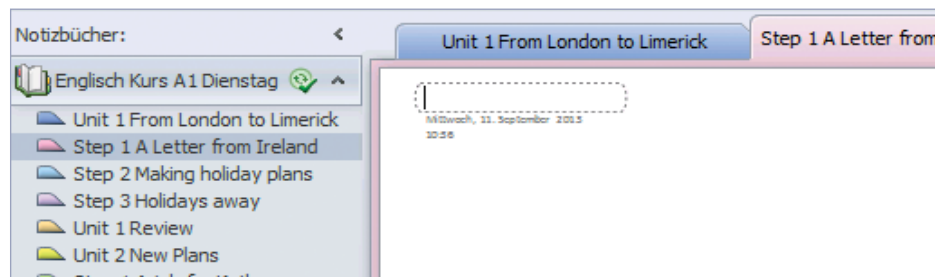 Notizbücher:
Englisch Kurs A1 Dienstag
Unit 1 From London to Limerick
Step 1 A Letter from Ireland
Step 2 Making holiday plans
Step 3 Holidays away
Unit 1 Review
Unit 2 New Plans
Unit 1 From London to Limerick
Step 1 A Letter from
Mittwoch, 11. September 2013
10:56